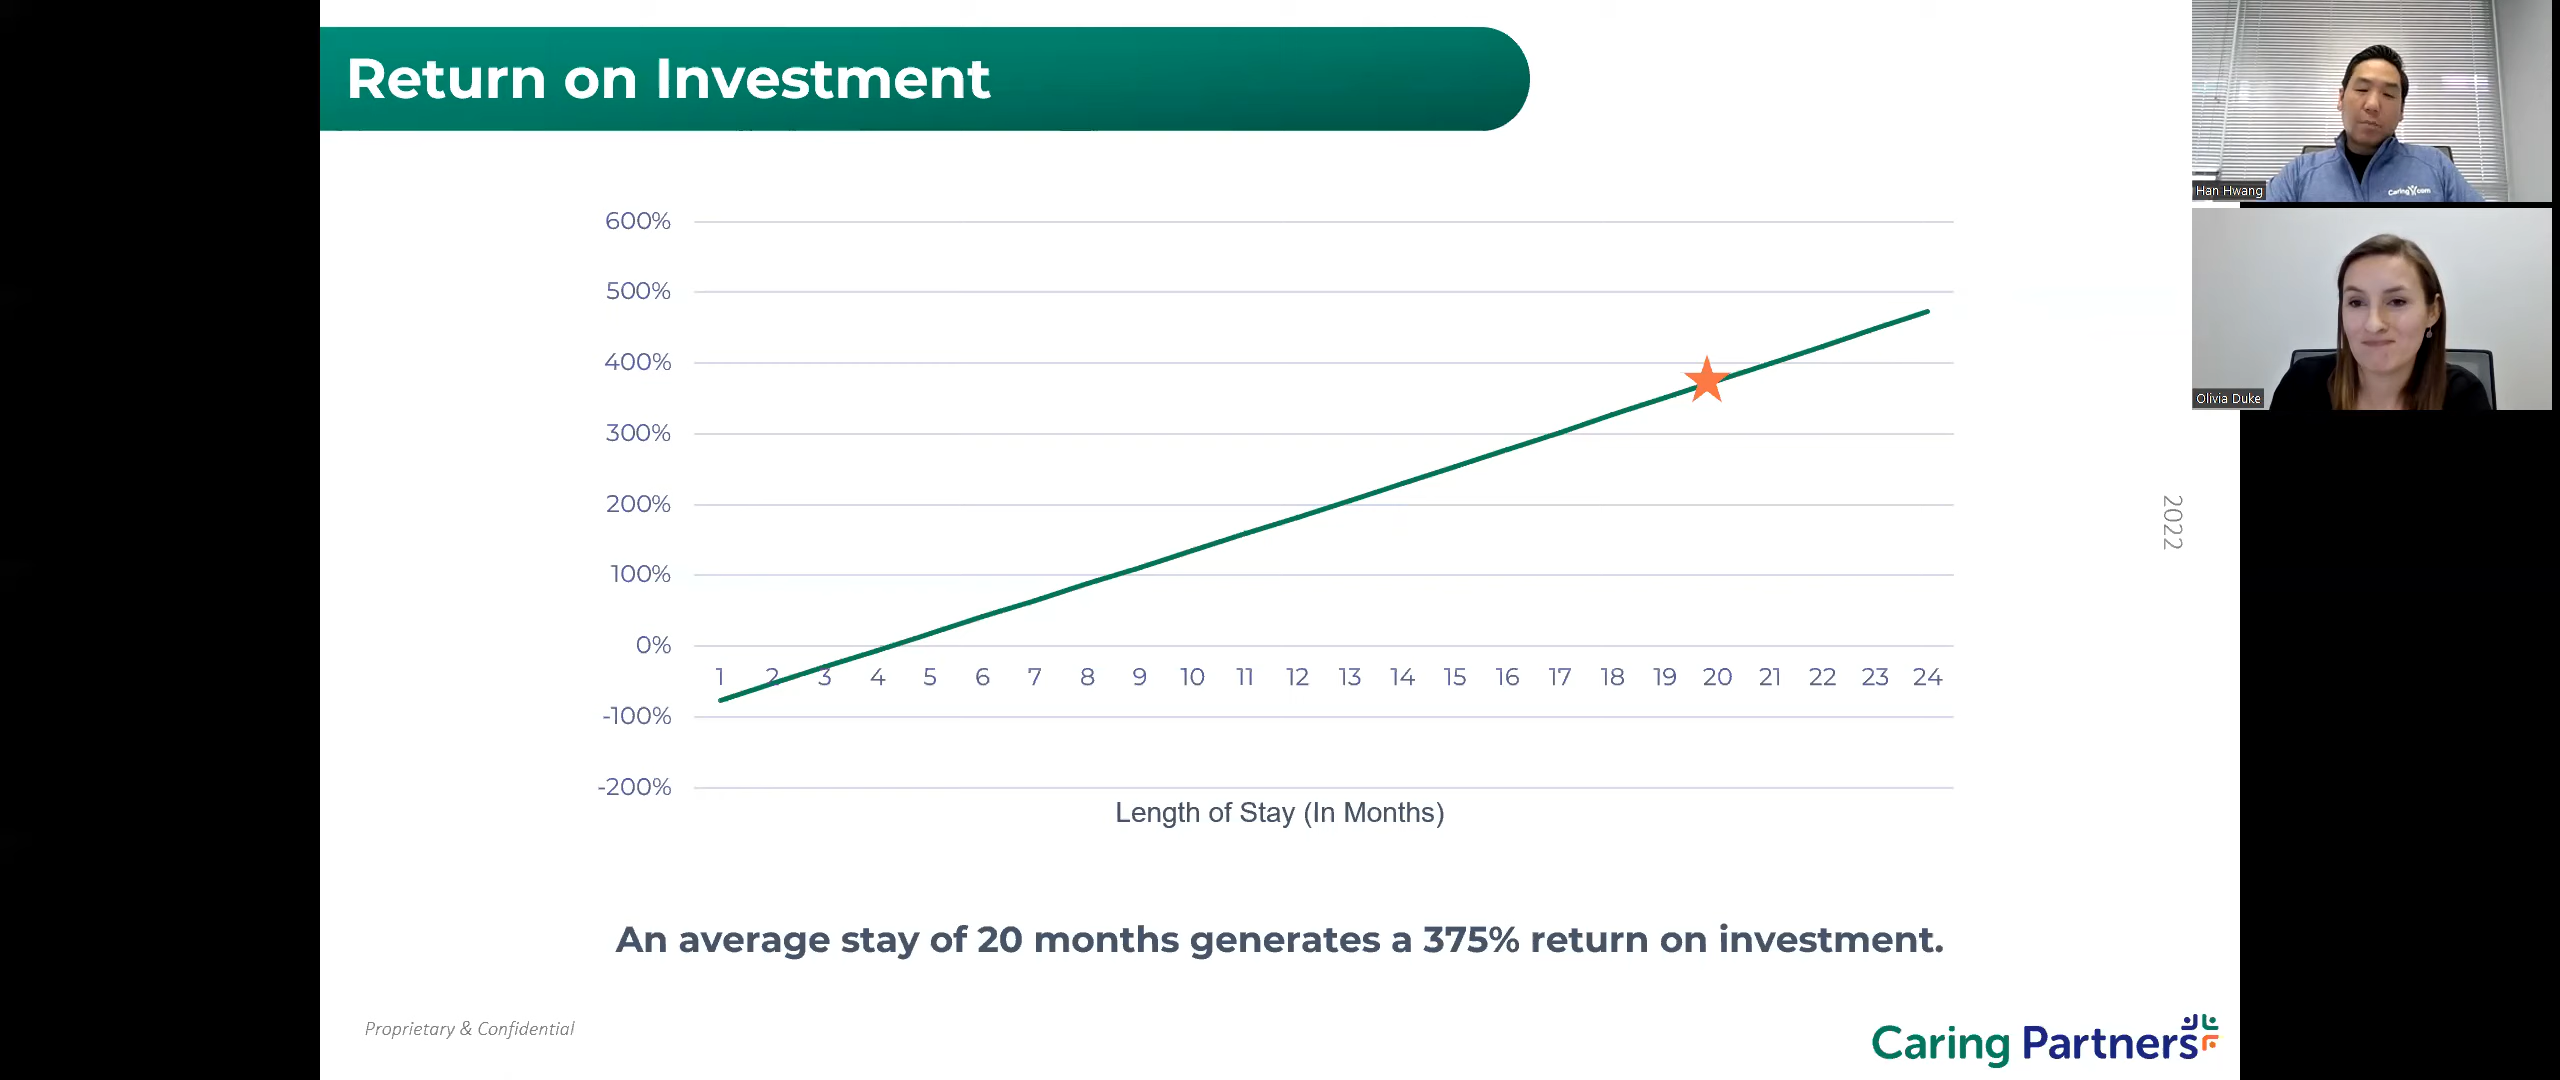 Return on Investment
600%
500%
400%
300%
200%
100%
0%
-100%
-200%
1 2 3 4 5 6 7 8 9 10 11 12 13 14 15 16 17 18 19 20 21 22 23 24
Length of Stay (In Months)
An average stay of 20 months generates a 375% return on investment.
Proprietary & Confidential
Caring Partners
2022
Caring.com
Han Hwang
Olivia Duke